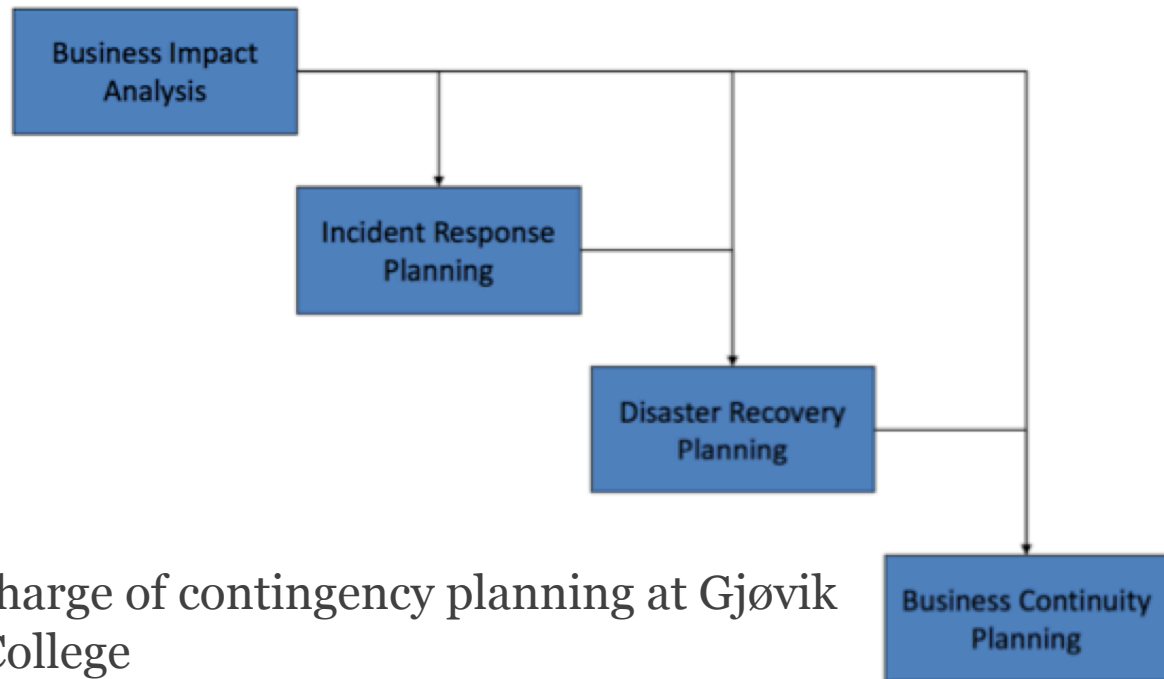 Business Impact
Analysis
Incident Response
Planning
Disaster Recovery
Planning
Business Continuity
Planning
harge of contingency planning at Gjøvik
College